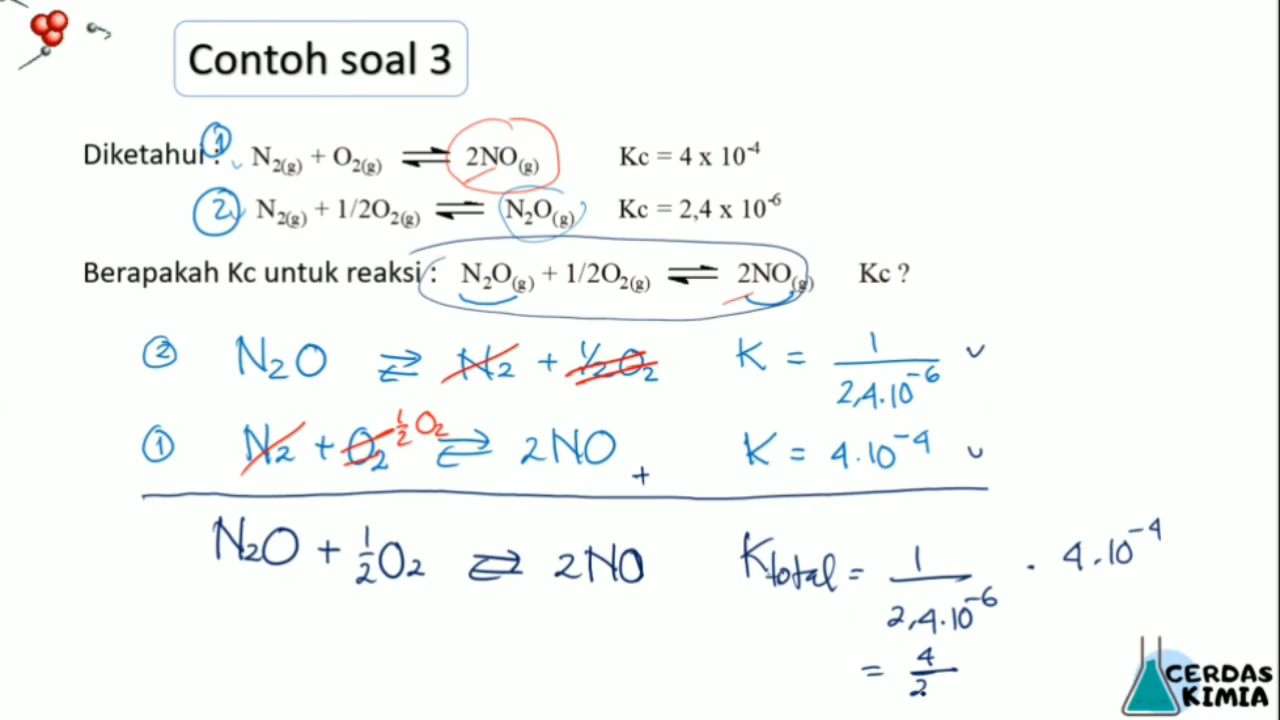 Contoh soal 3
Diketahui : ① N₂(g) + O₂(g) ⇌ 2NO(g) Kc = 4 x 10⁻⁴
② N₂(g) + 1/2O₂(g) ⇌ N₂O(g) Kc = 2,4 x 10⁻⁶
Berapakah Kc untuk reaksi : N₂O(g) + 1/2O₂(g) ⇌ 2NO(g) Kc ?
② N₂O ⇌ N₂ + 1/2O₂ K = 1/2,4.10⁻⁶
① N₂ + O₂ 1/2O₂ ⇌ 2NO + K = 4.10⁻⁴
N₂O + 1/2O₂ ⇌ 2NO Ktotal = 1/2,4.10⁻⁶ . 4.10⁻⁴
= 4/2
CERDAS
KIMIA